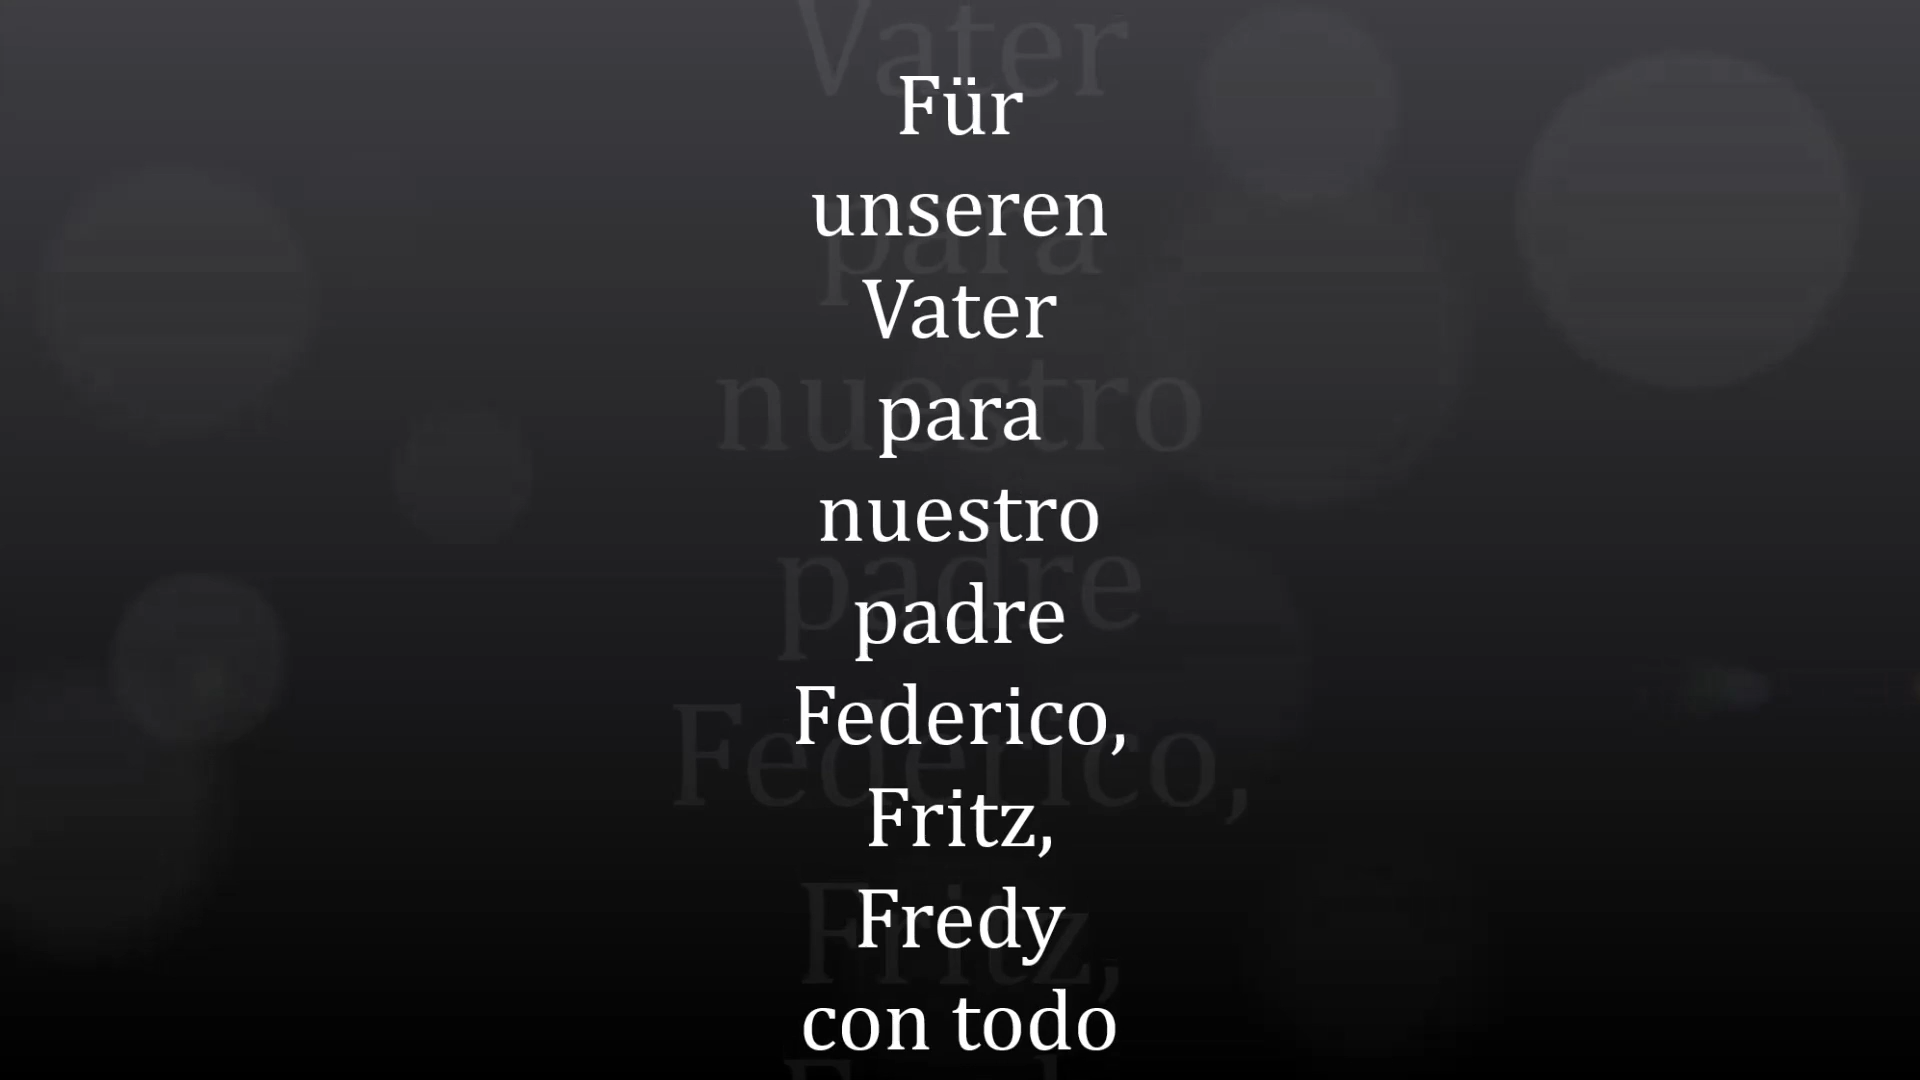 Für
unseren
Vater
para
nuestro
padre
Federico,
Fritz,
Fredy
con todo